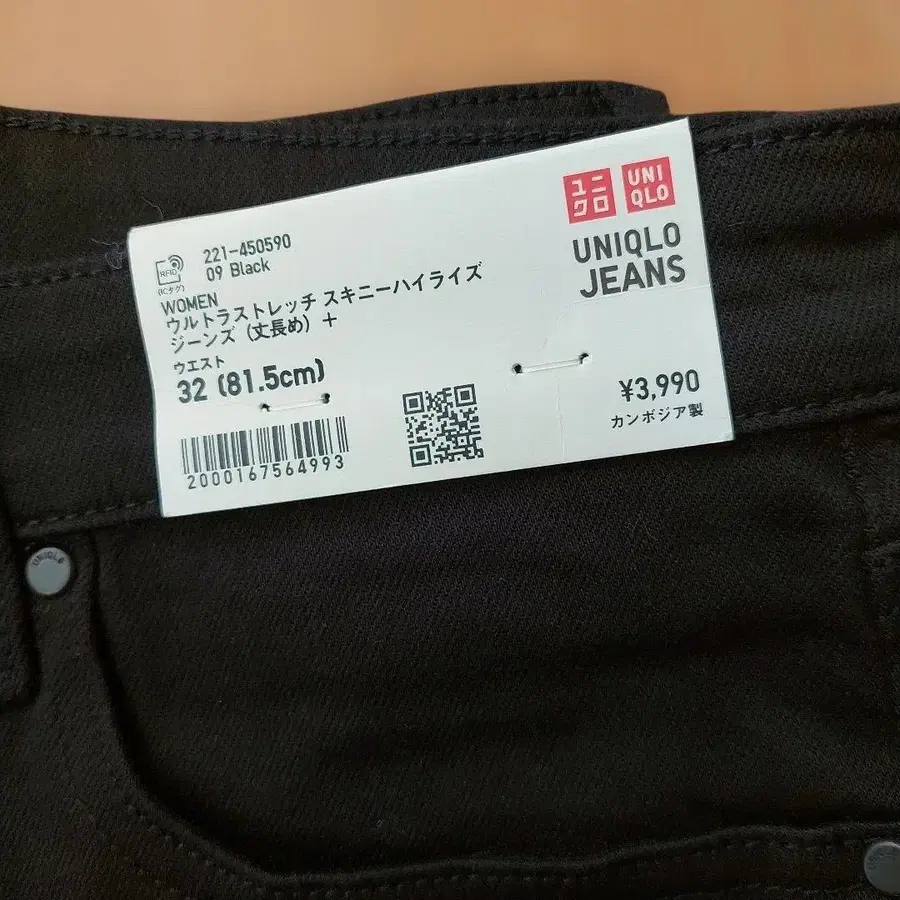 RFID
(ICタグ)
221-450590
09 Black
WOMEN
ウルトラストレッチ スキニーハイライズ
ジーンズ (丈長め) +
ウエスト
32 (81.5cm)
2000167564993
ユニ
クロ
UNI
QLO
UNIQLO
JEANS
¥3,990
カンボジア製
UNIQLO